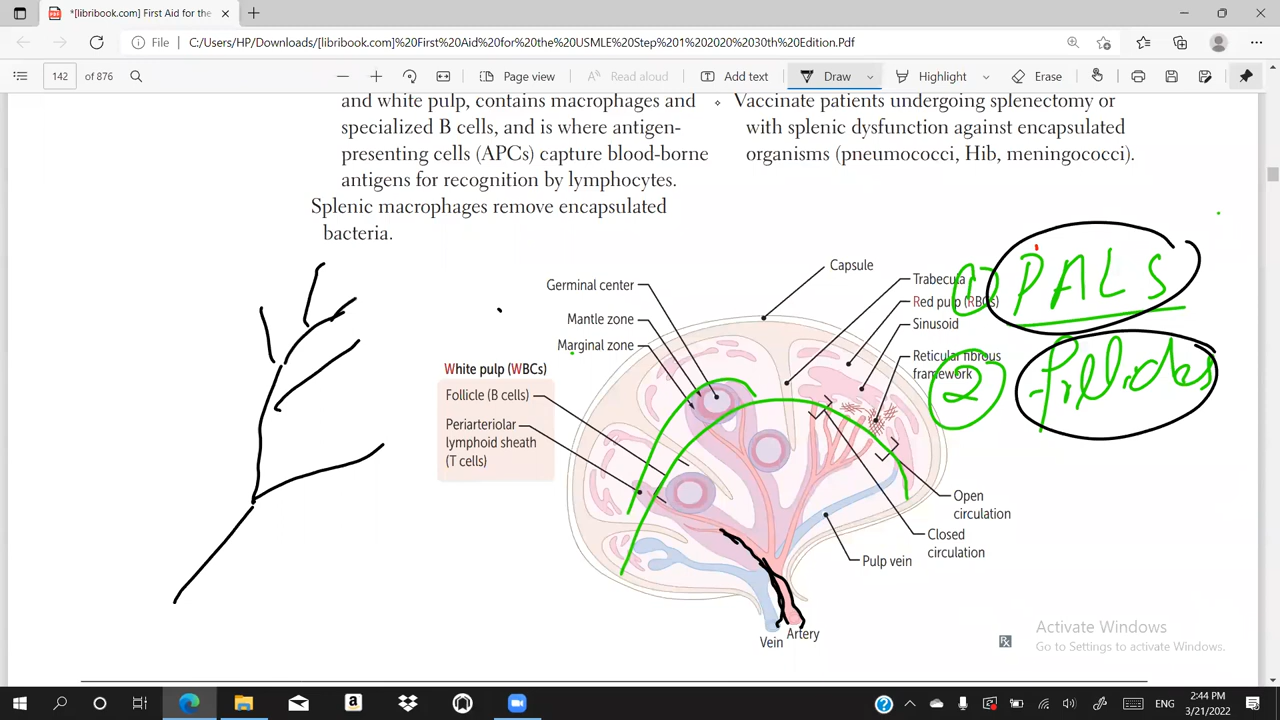 *[libribook.com] First Aid for the
File
C:/Users/HP/Downloads/[libribook.com]%20First%20Aid%20for%20the%20USMLE%20Step%201%202020%2030th%20Edition.Pdf
142 of 876
Page view
Read aloud
Add text
Draw
Highlight
Erase
and white pulp, contains macrophages and
specialized B cells, and is where antigen-
presenting cells (APCs) capture blood-borne
antigens for recognition by lymphocytes.
Splenic macrophages remove encapsulated
bacteria.
Vaccinate patients undergoing splenectomy or
with splenic dysfunction against encapsulated
organisms (pneumococci, Hib, meningococci).
Germinal center
Mantle zone
Marginal zone
White pulp (WBCs)
Follicle (B cells)
Periarteriolar
lymphoid sheath
(T cells)
Capsule
Trabecula
Red pulp (RBCs)
Sinusoid
Reticular fibrous
framework
Open
circulation
Closed
circulation
Pulp vein
Vein
Artery
① PALS
②
Activate Windows
Go to Settings to activate Windows.
Rx
ENG
2:44 PM
3/21/2022